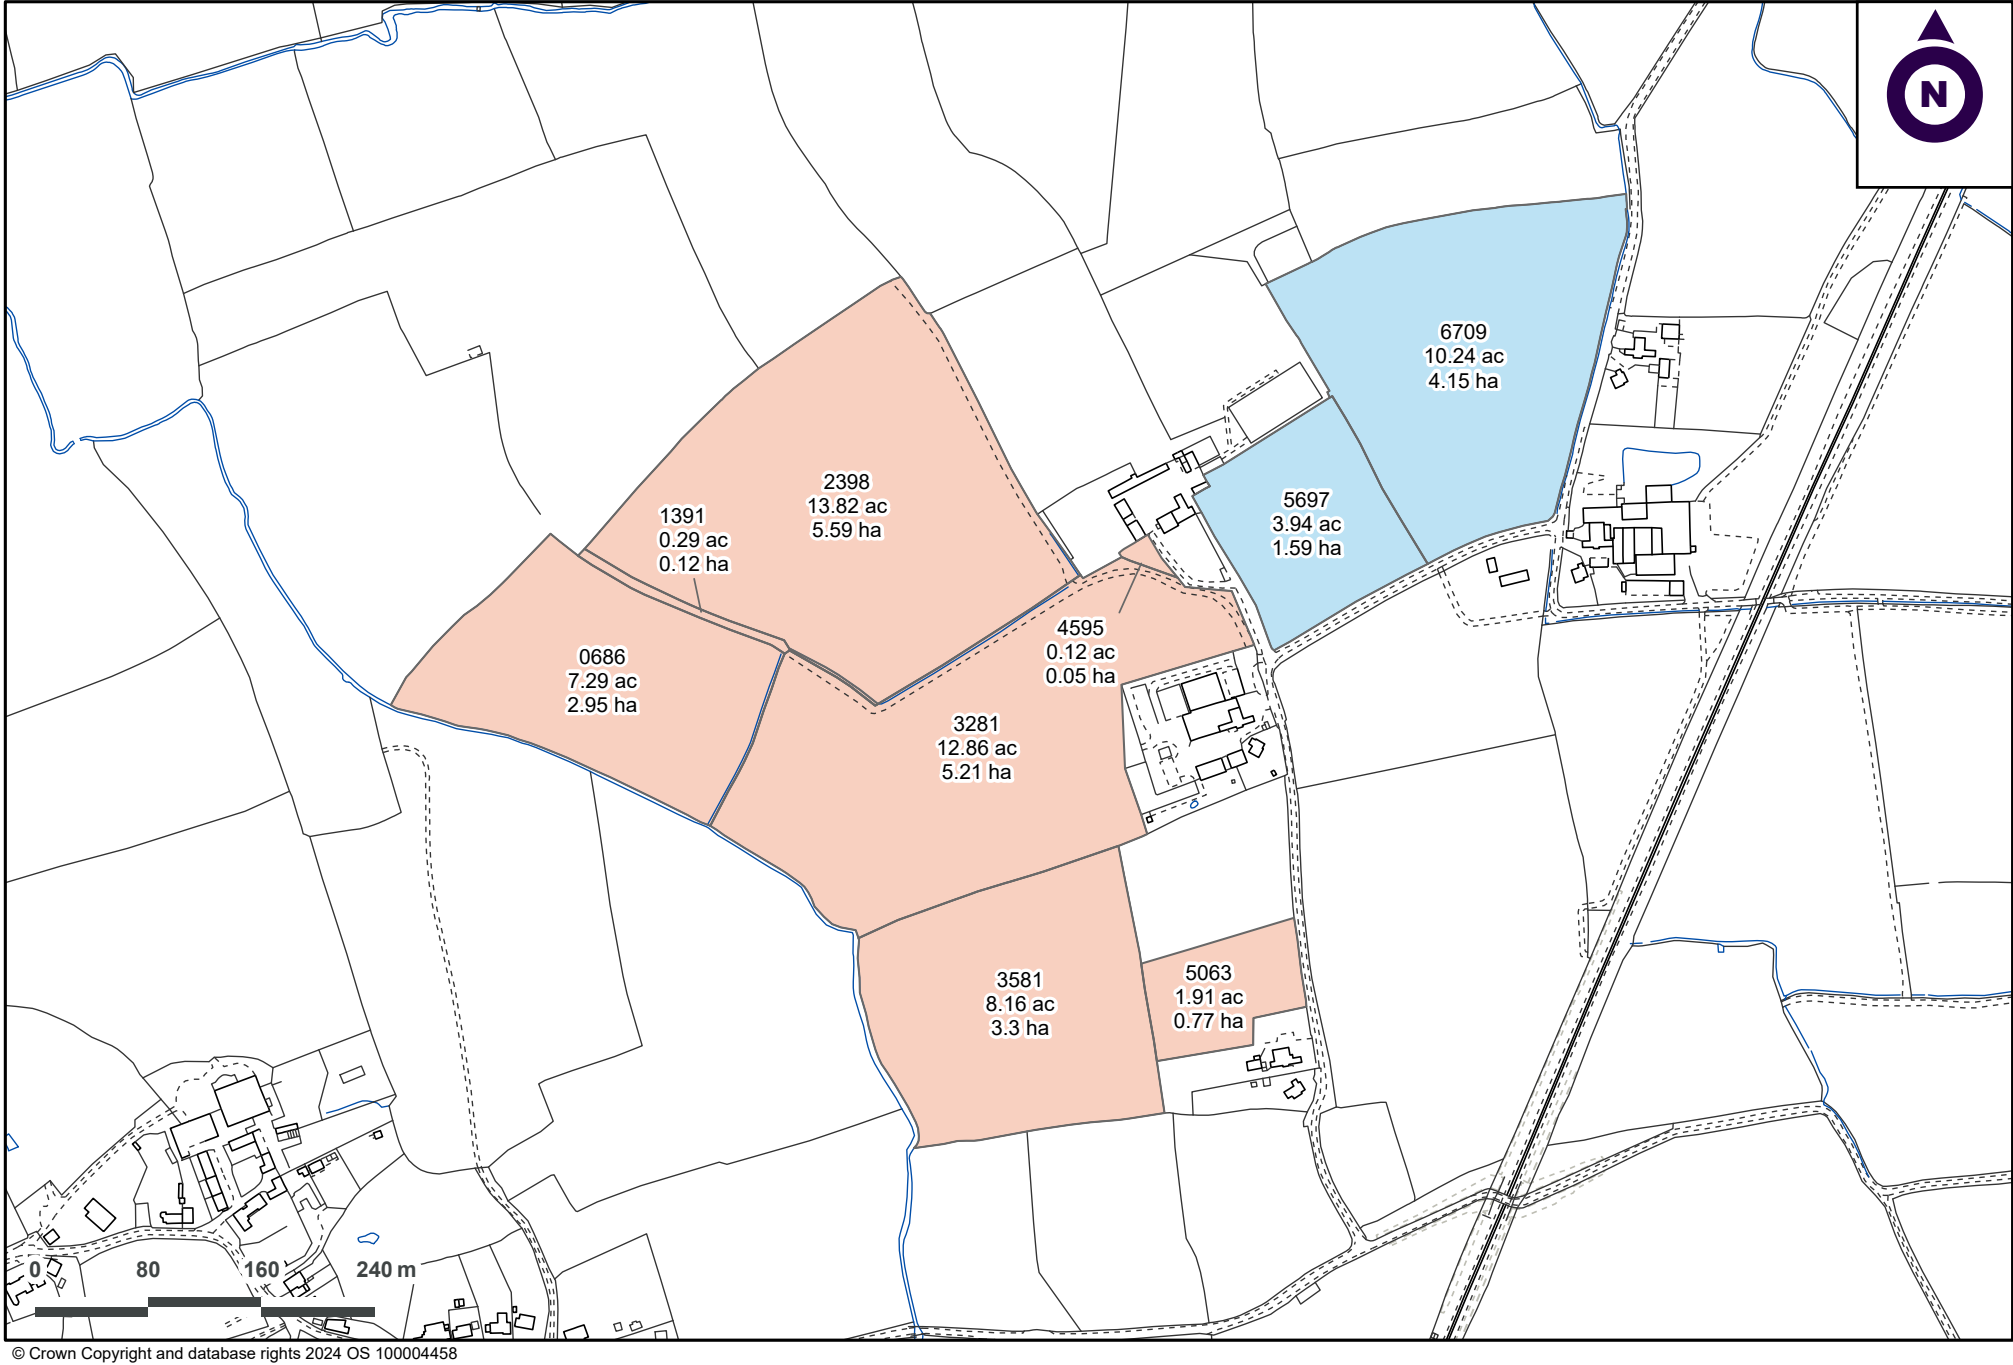 N
6709
10.24 ac
4.15 ha
2398
13.82 ac
5.59 ha
5697
3.94 ac
1.59 ha
1391
0.29 ac
0.12 ha
4595
0.12 ac
0.05 ha
0686
7.29 ac
2.95 ha
3281
12.86 ac
5.21 ha
3581
8.16 ac
3.3 ha
5063
1.91 ac
0.77 ha
0 80 160 240 m
© Crown Copyright and database rights 2024 OS 100004458